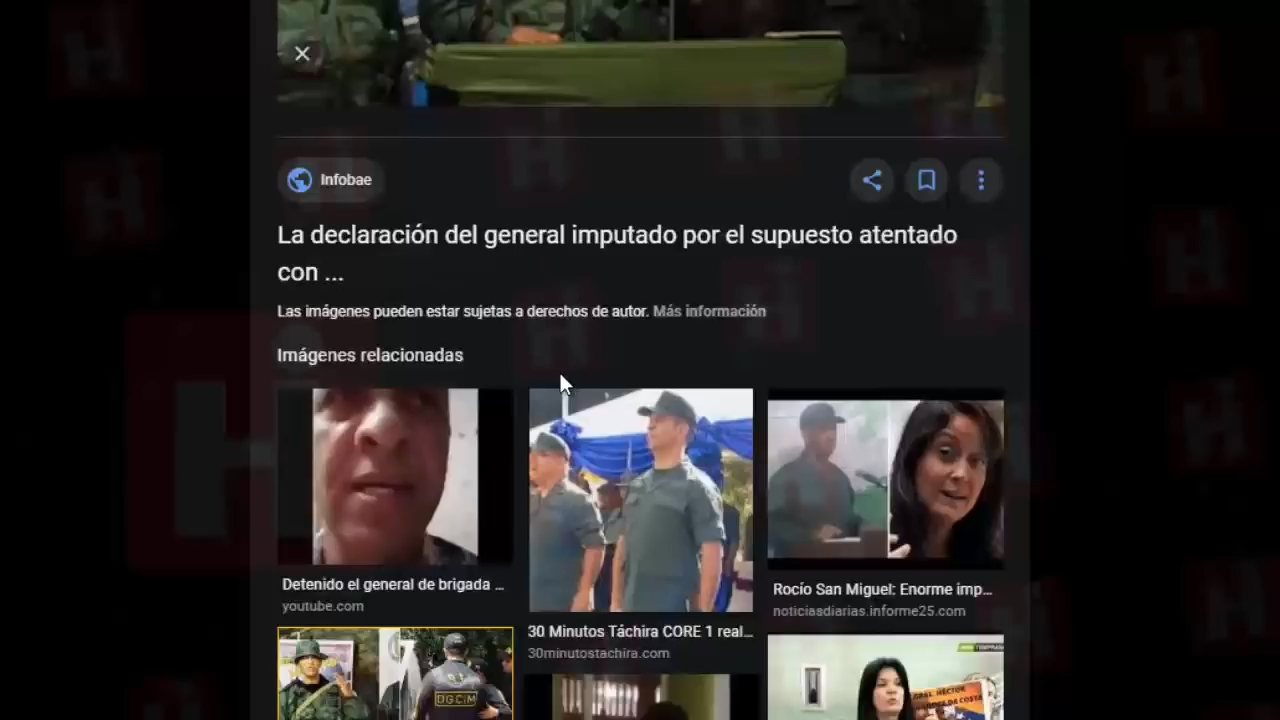 Infobae
La declaración del general imputado por el supuesto atentado
con ...
Las imágenes pueden estar sujetas a derechos de autor. Más información
Imágenes relacionadas
Detenido el general de brigada ...
youtube.com
30 Minutos Táchira CORE 1 real...
30minutostachira.com
Rocío San Miguel: Enorme imp...
noticiasdiarias.informe25.com
DGCIM